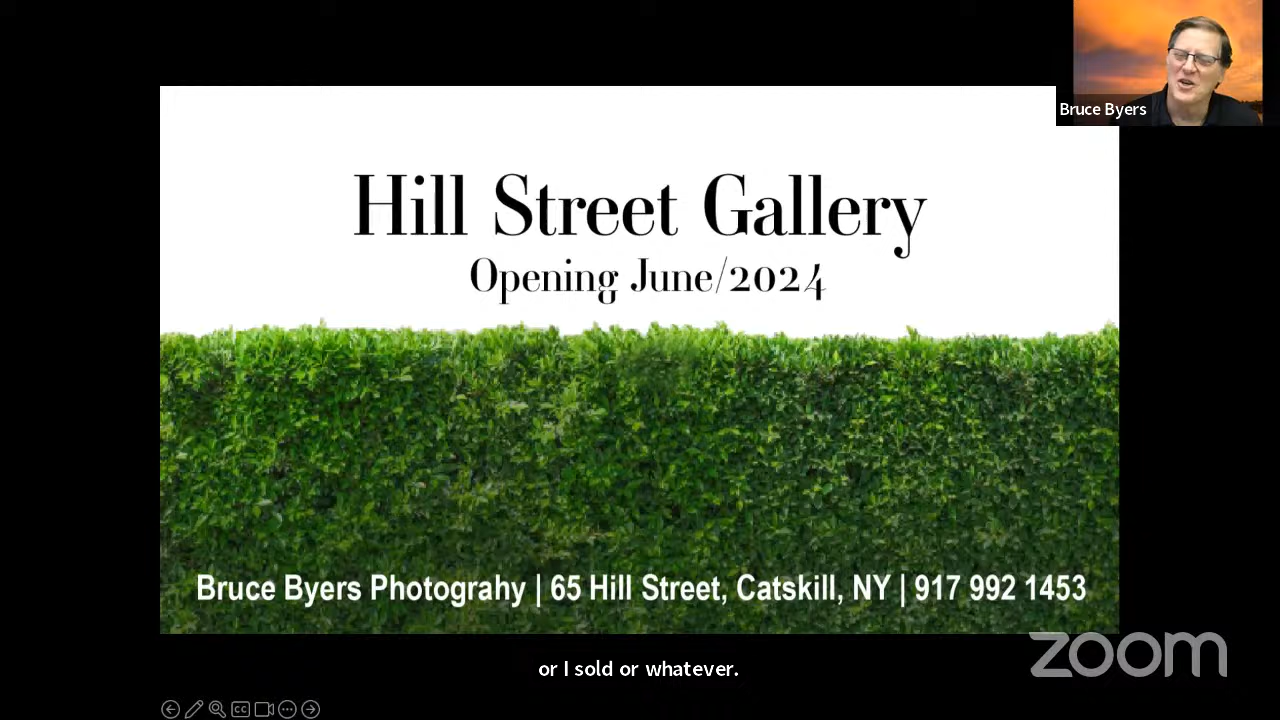 Bruce Byers
Hill Street Gallery
Opening June/2024
Bruce Byers Photograhy | 65 Hill Street, Catskill, NY | 917 992 1453
or I sold or whatever.
zoom
CC